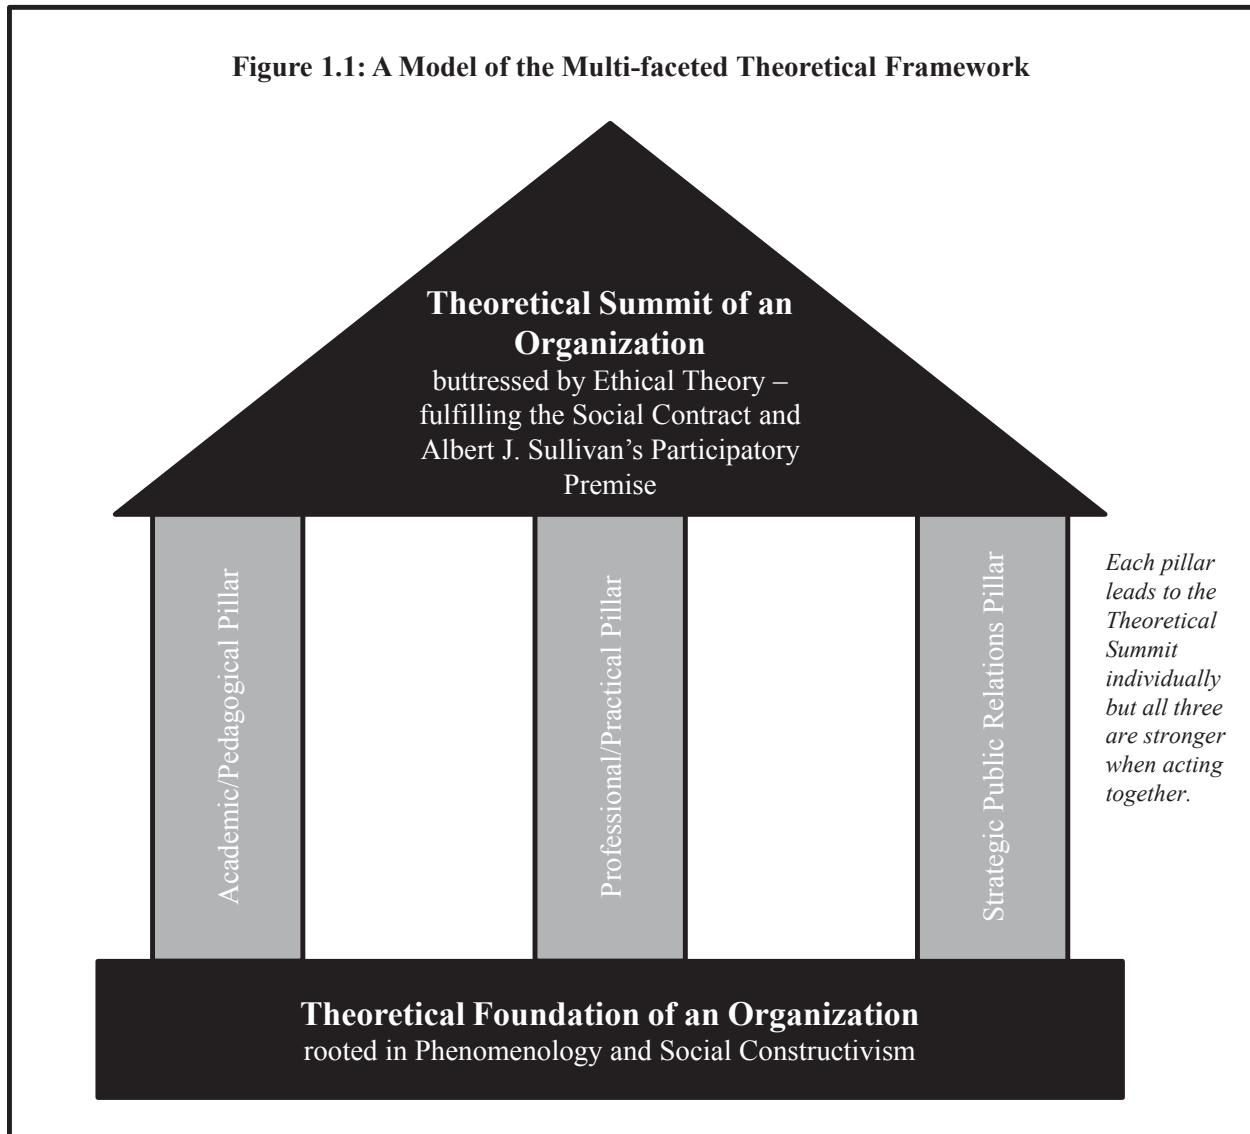 Figure 1.1: A Model of the Multi-faceted Theoretical Framework
Theoretical Summit of an
Organization
buttressed by Ethical Theory –
fulfilling the Social Contract and
Albert J. Sullivan’s Participatory
Premise
Academic/Pedagogical Pillar
Professional/Practical Pillar
Strategic Public Relations Pillar
Each pillar
leads to the
Theoretical
Summit
individually
but all three
are stronger
when acting
together.
Theoretical Foundation of an Organization
rooted in Phenomenology and Social Constructivism